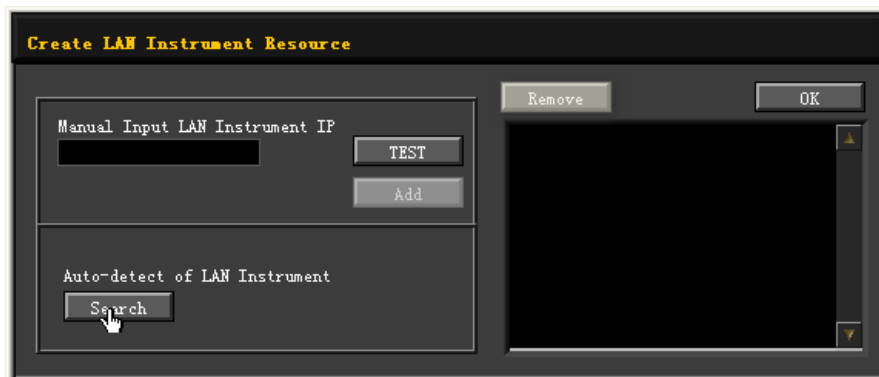 Create LAN Instrument Resource
Remove
OK
Manual Input LAN Instrument IP
TEST
Add
Auto-detect of LAN Instrument
Search